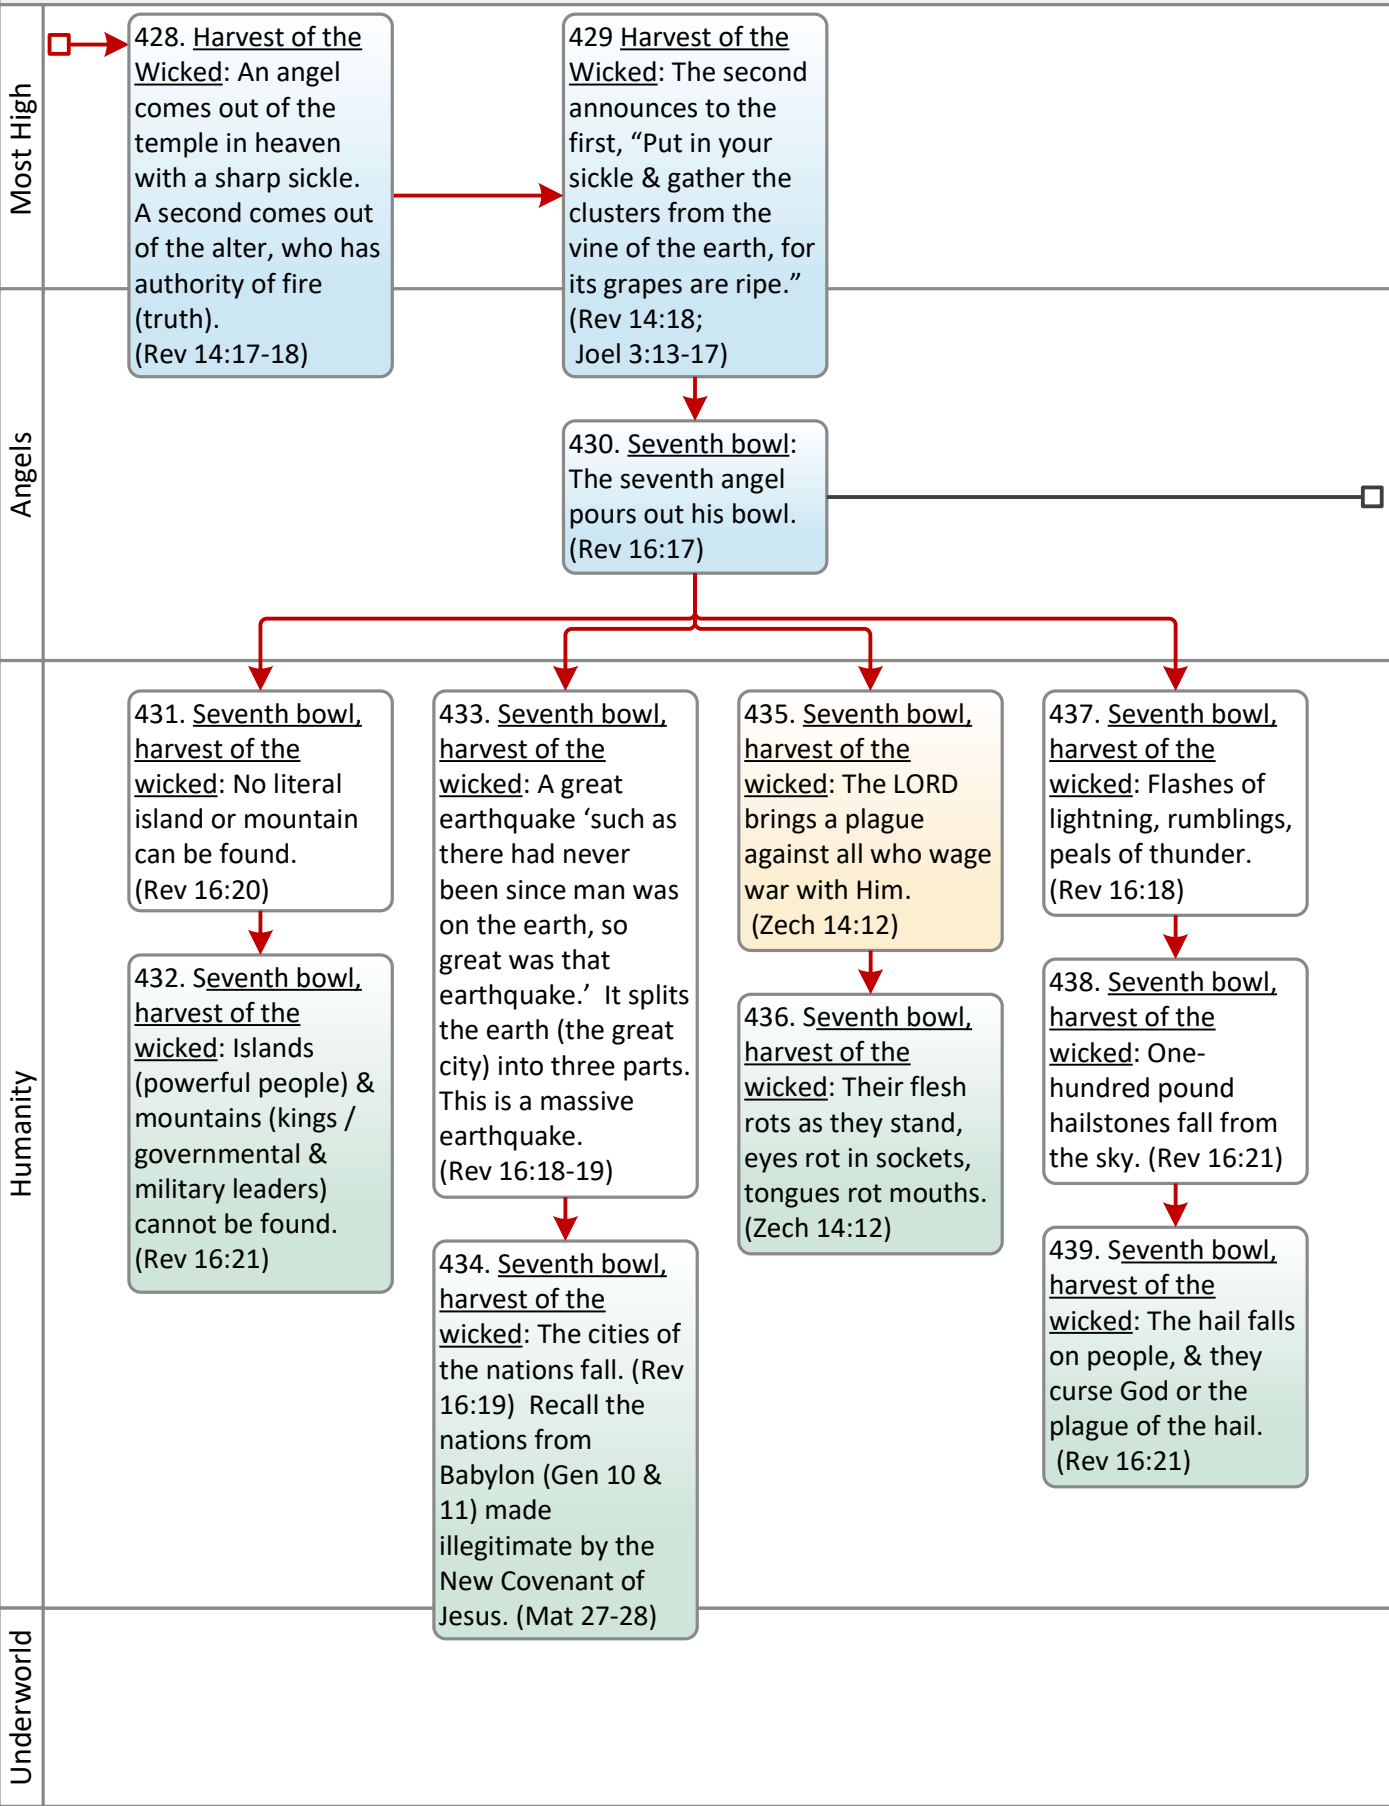 Most High
428. Harvest of the
Wicked: An angel
comes out of the
temple in heaven
with a sharp sickle.
A second comes out
of the alter, who has
authority of fire
(truth).
(Rev 14:17-18)
429 Harvest of the
Wicked: The second
announces to the
first, “Put in your
sickle & gather the
clusters from the
vine of the earth, for
its grapes are ripe.”
(Rev 14:18;
Joel 3:13-17)
Angels
430. Seventh bowl:
The seventh angel
pours out his bowl.
(Rev 16:17)
Humanity
431. Seventh bowl,
harvest of the
wicked: No literal
island or mountain
can be found.
(Rev 16:20)
432. Seventh bowl,
harvest of the
wicked: Islands
(powerful people) &
mountains (kings /
governmental &
military leaders)
cannot be found.
(Rev 16:21)
433. Seventh bowl,
harvest of the
wicked: A great
earthquake ‘such as
there had never
been since man was
on the earth, so
great was that
earthquake.’ It splits
the earth (the great
city) into three parts.
This is a massive
earthquake.
(Rev 16:18-19)
434. Seventh bowl,
harvest of the
wicked: The cities of
the nations fall. (Rev
16:19) Recall the
nations from
Babylon (Gen 10 &
11) made
illegitimate by the
New Covenant of
Jesus. (Mat 27-28)
435. Seventh bowl,
harvest of the
wicked: The LORD
brings a plague
against all who wage
war with Him.
(Zech 14:12)
436. Seventh bowl,
harvest of the
wicked: Their flesh
rots as they stand,
eyes rot in sockets,
tongues rot mouths.
(Zech 14:12)
437. Seventh bowl,
harvest of the
wicked: Flashes of
lightning, rumblings,
peals of thunder.
(Rev 16:18)
438. Seventh bowl,
harvest of the
wicked: One-
hundred pound
hailstones fall from
the sky. (Rev 16:21)
439. Seventh bowl,
harvest of the
wicked: The hail falls
on people, & they
curse God or the
plague of the hail.
(Rev 16:21)
Underworld